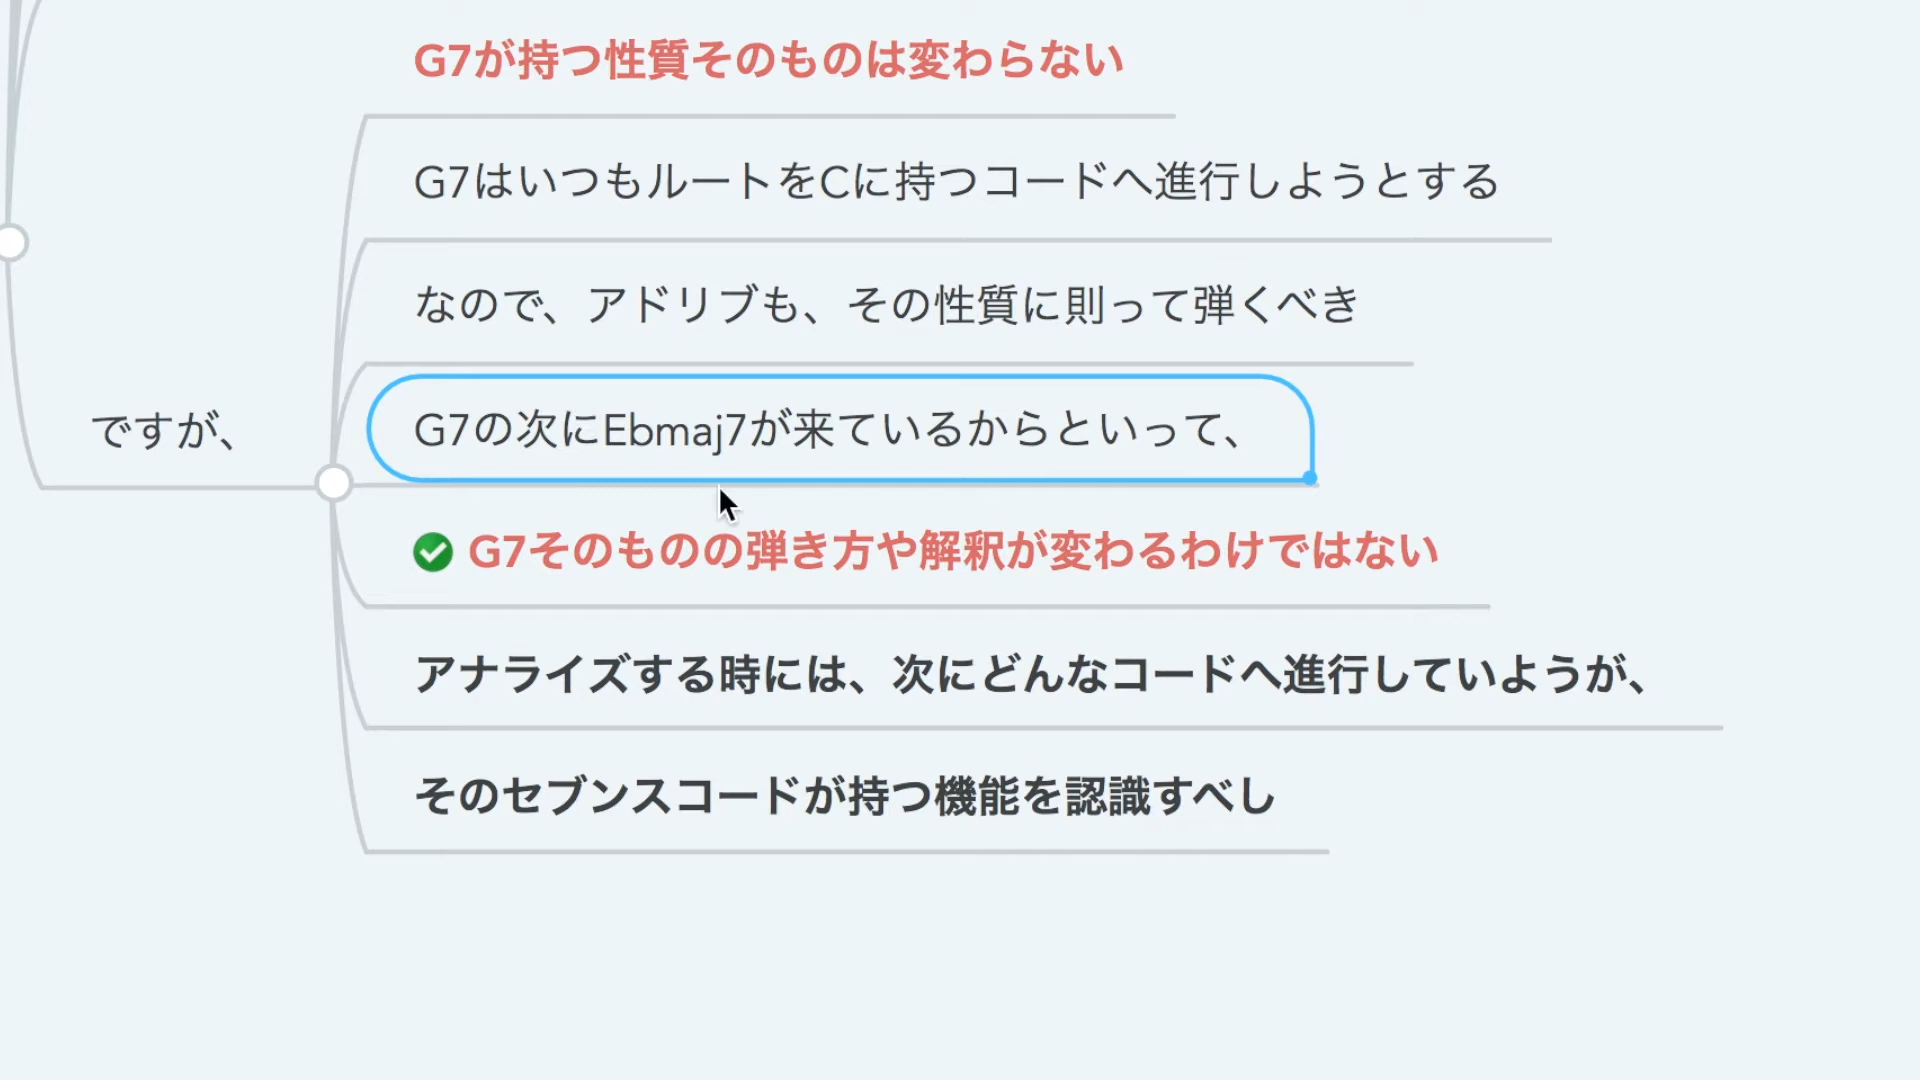 G7が持つ性質そのものは変わらない
G7はいつもルートをCに持つコードへ進行しようとする
なので、アドリブも、その性質に則って弾くべき
ですが、
G7の次にEbmaj7が来ているからといって、
G7そのものの弾き方や解釈が変わるわけではない
アナライズする時には、次にどんなコードへ進行していようが、
そのセブンスコードが持つ機能を認識すべし